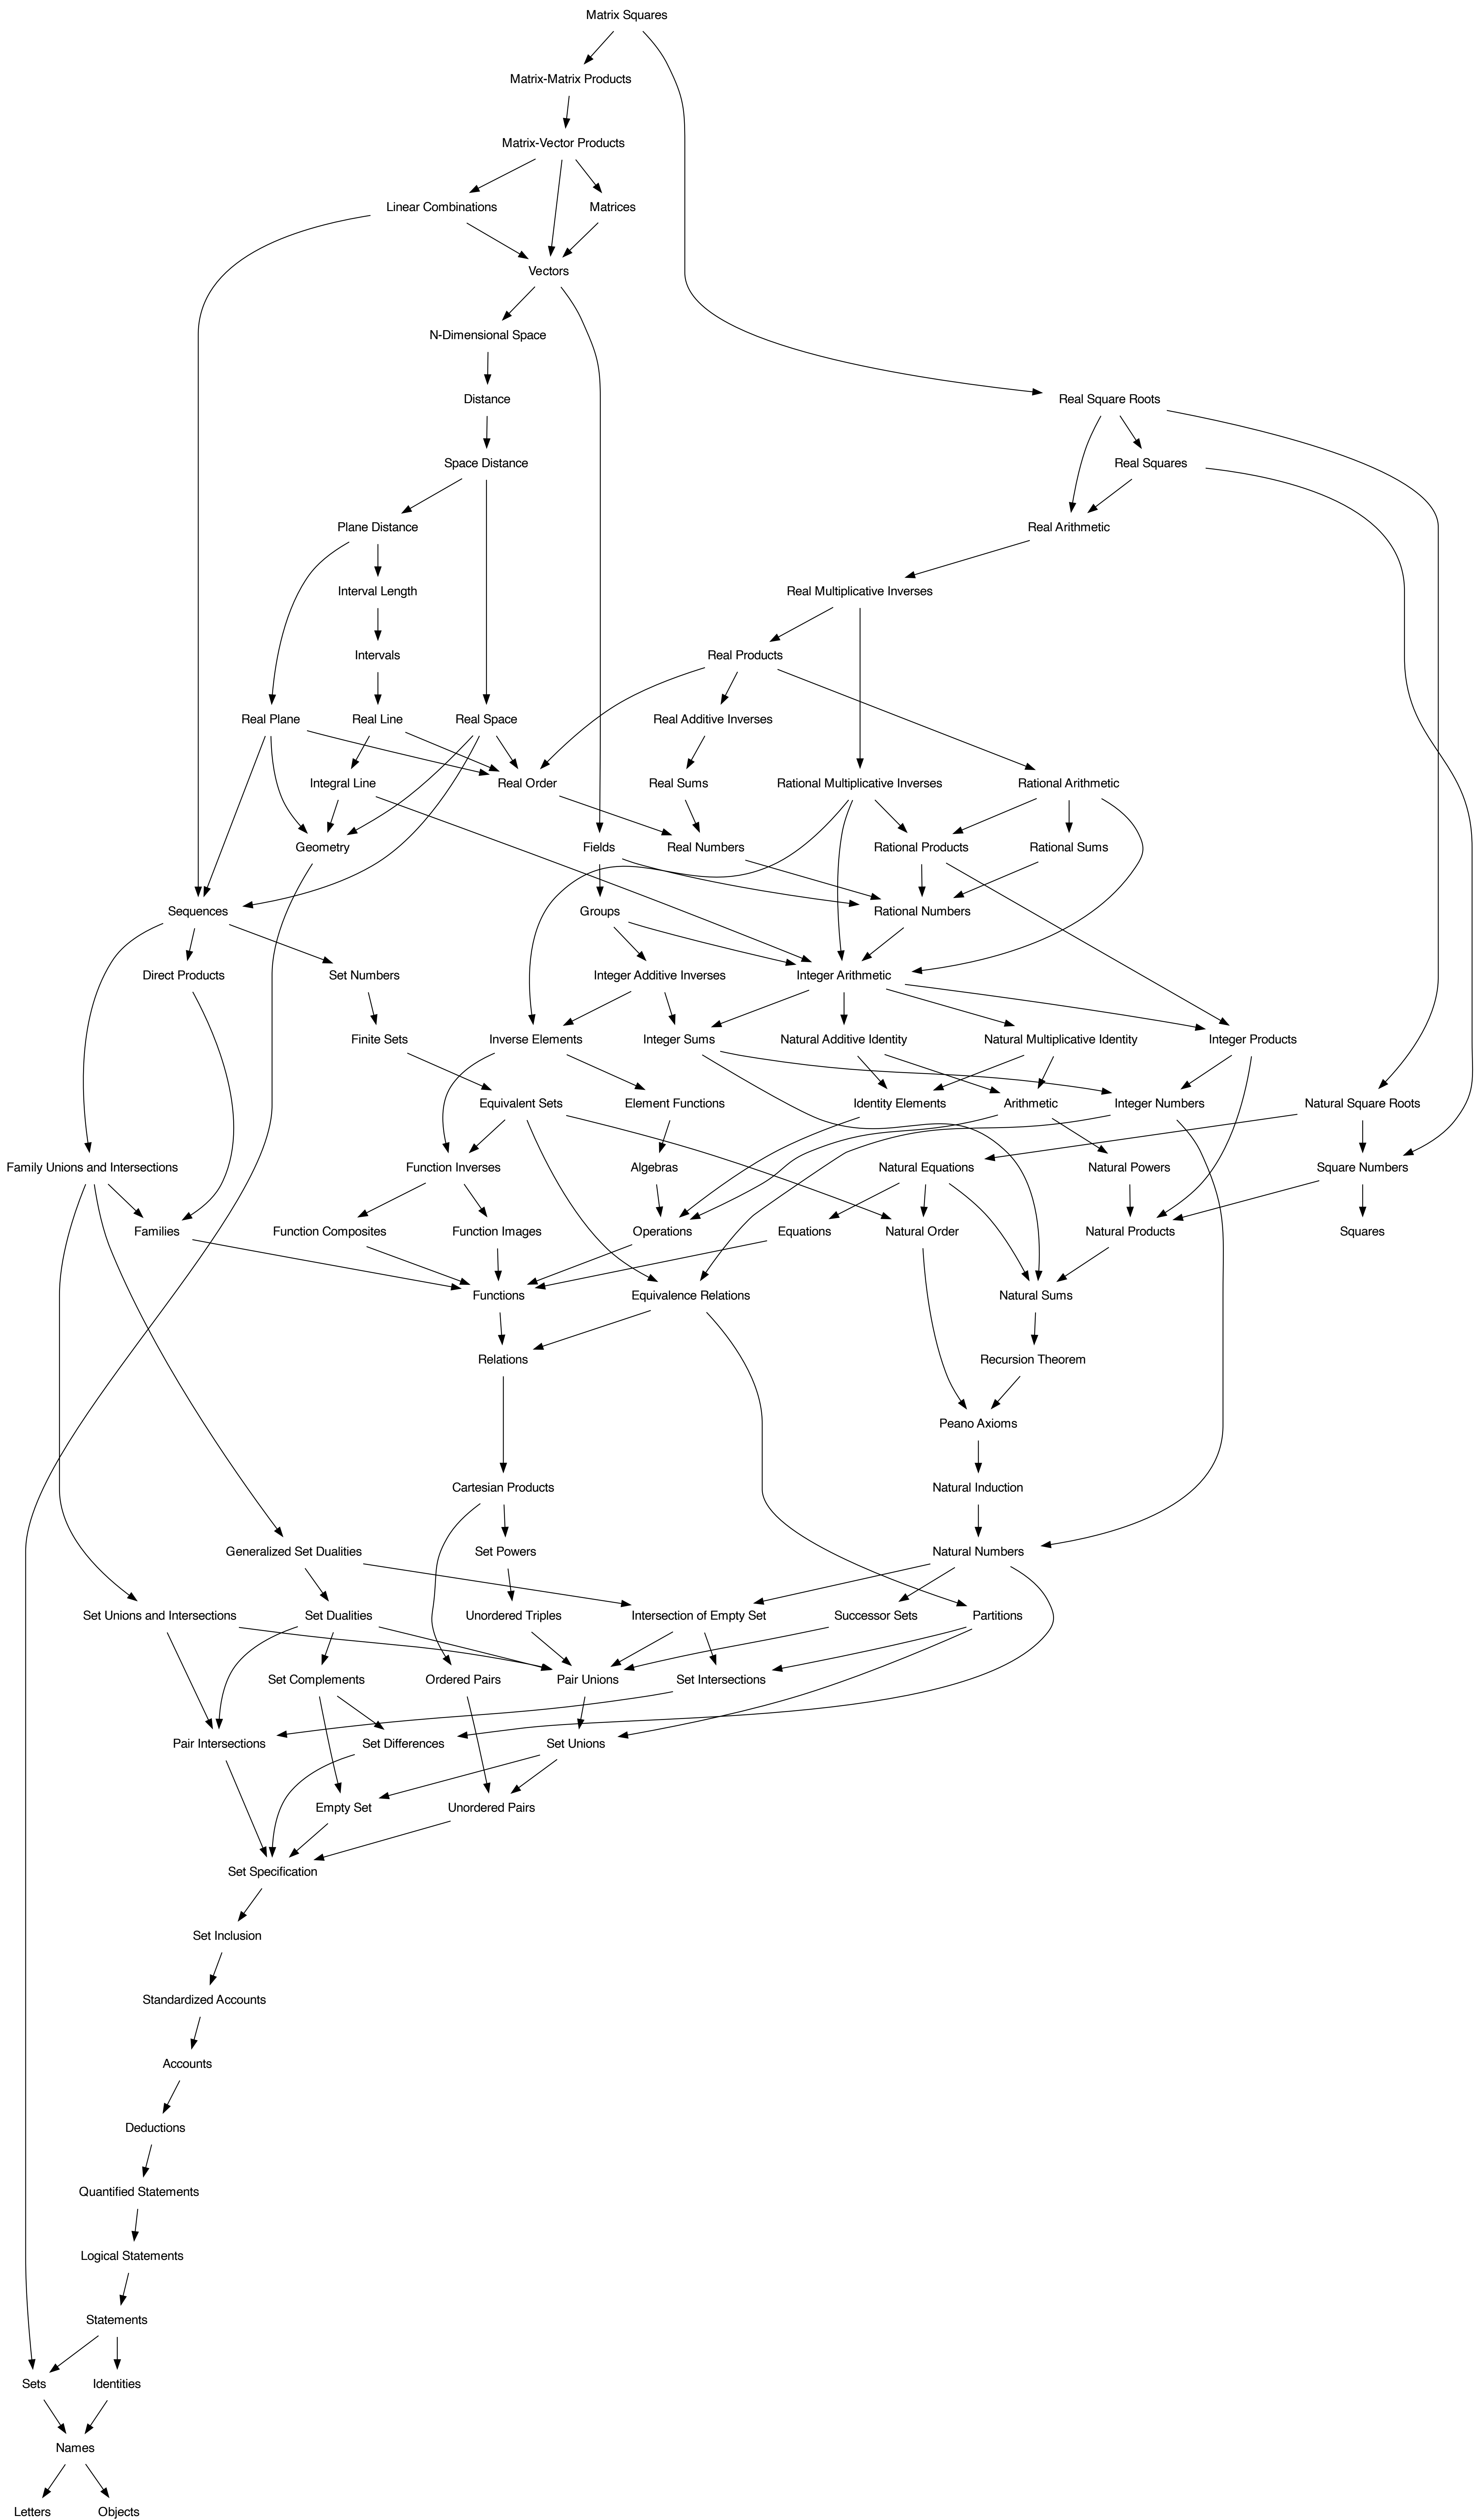 Matrix Squares
Matrix-Matrix Products
Matrix-Vector Products
Linear Combinations
Matrices
Vectors
N-Dimensional Space
Distance
Real Square Roots
Space Distance
Real Squares
Plane Distance
Real Arithmetic
Interval Length
Real Multiplicative Inverses
Intervals
Real Products
Real Plane
Real Line
Real Space
Real Additive Inverses
Integral Line
Real Order
Real Sums
Rational Multiplicative Inverses
Rational Arithmetic
Geometry
Fields
Real Numbers
Rational Products
Rational Sums
Sequences
Groups
Rational Numbers
Direct Products
Set Numbers
Integer Additive Inverses
Integer Arithmetic
Finite Sets
Inverse Elements
Integer Sums
Natural Additive Identity
Natural Multiplicative Identity
Integer Products
Equivalent Sets
Element Functions
Identity Elements
Arithmetic
Integer Numbers
Natural Square Roots
Family Unions and Intersections
Function Inverses
Algebras
Natural Equations
Natural Powers
Square Numbers
Families
Function Composites
Function Images
Operations
Equations
Natural Order
Natural Products
Squares
Functions
Equivalence Relations
Natural Sums
Relations
Recursion Theorem
Peano Axioms
Cartesian Products
Natural Induction
Generalized Set Dualities
Set Powers
Natural Numbers
Set Unions and Intersections
Set Dualities
Unordered Triples
Intersection of Empty Set
Successor Sets
Partitions
Set Complements
Ordered Pairs
Pair Unions
Set Intersections
Pair Intersections
Set Differences
Set Unions
Empty Set
Unordered Pairs
Set Specification
Set Inclusion
Standardized Accounts
Accounts
Deductions
Quantified Statements
Logical Statements
Statements
Sets
Identities
Names
Letters
Objects